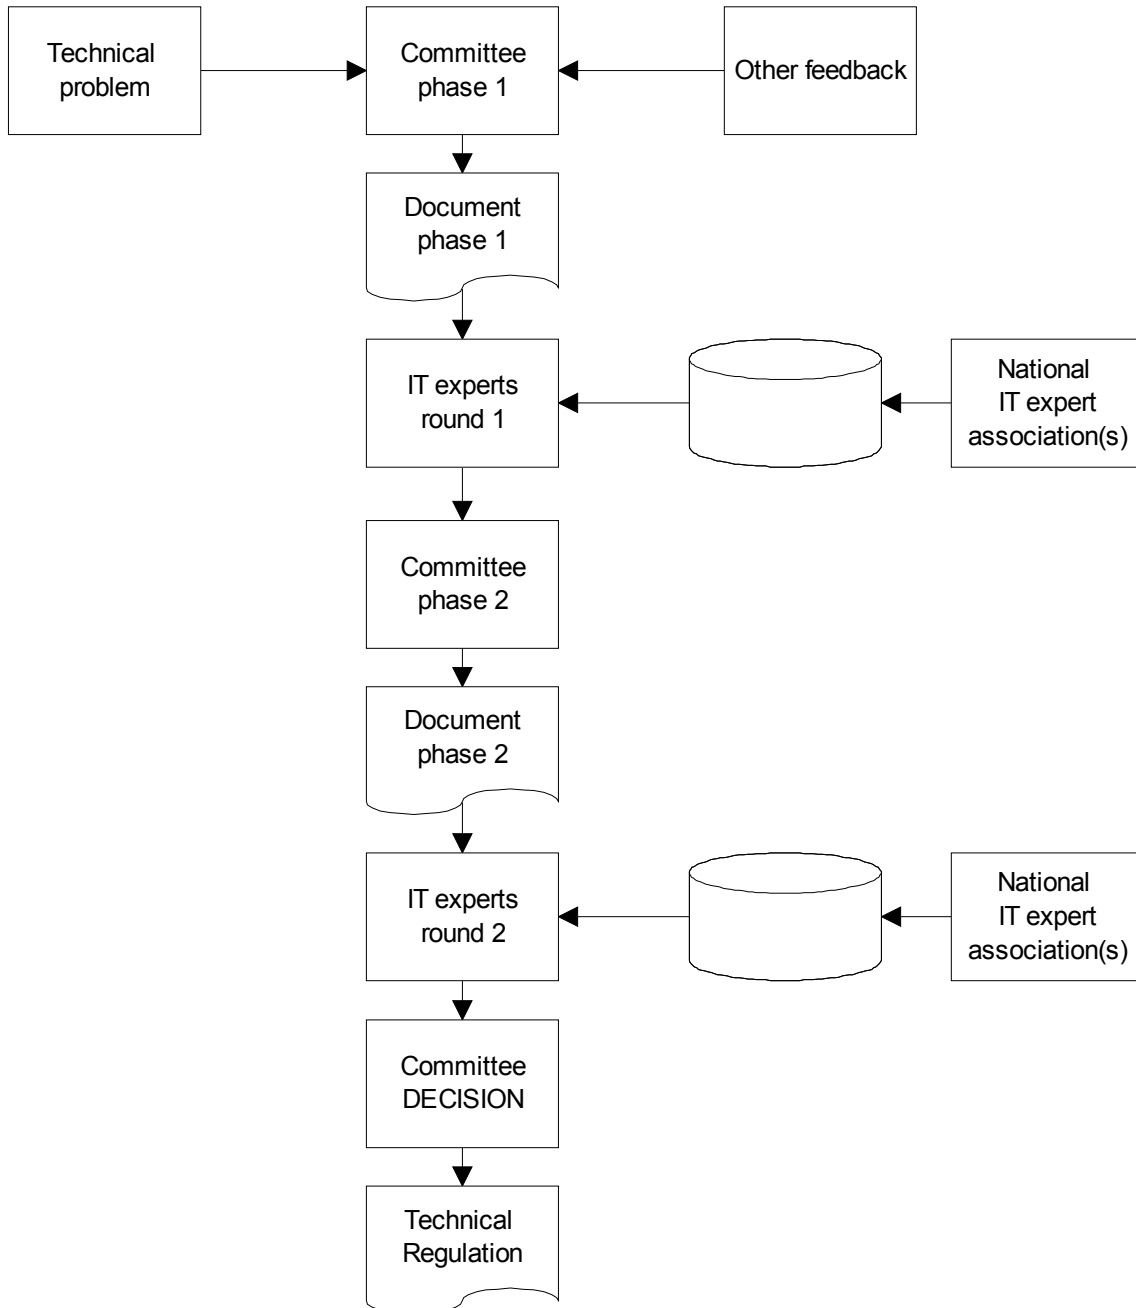 Technical
problem
Committee
phase 1
Other feedback
Document
phase 1
IT experts
round 1
National
IT expert
association(s)
Committee
phase 2
Document
phase 2
IT experts
round 2
National
IT expert
association(s)
Committee
DECISION
Technical
Regulation